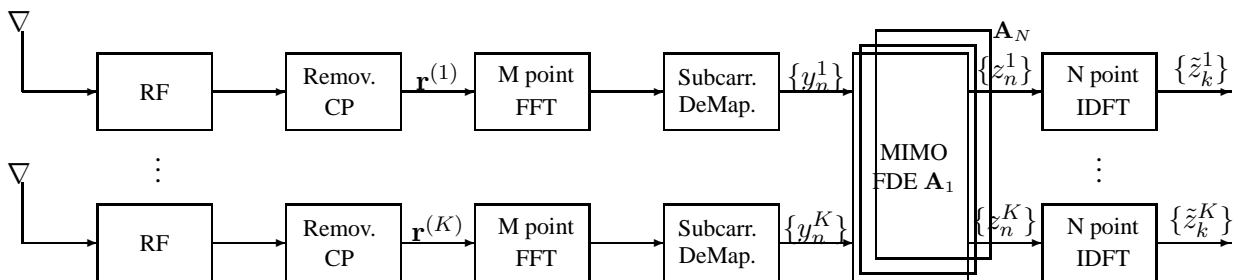 𝐀_N
RF
Remov.
CP
𝐫^(1)
M point
FFT
Subcarr.
DeMap.
{y_n^1}
{z_n^1}
N point
IDFT
{z̃_k^1}
⋮
MIMO
FDE 𝐀_1
⋮
RF
Remov.
CP
𝐫^(K)
M point
FFT
Subcarr.
DeMap.
{y_n^K}
{z_n^K}
N point
IDFT
{z̃_k^K}